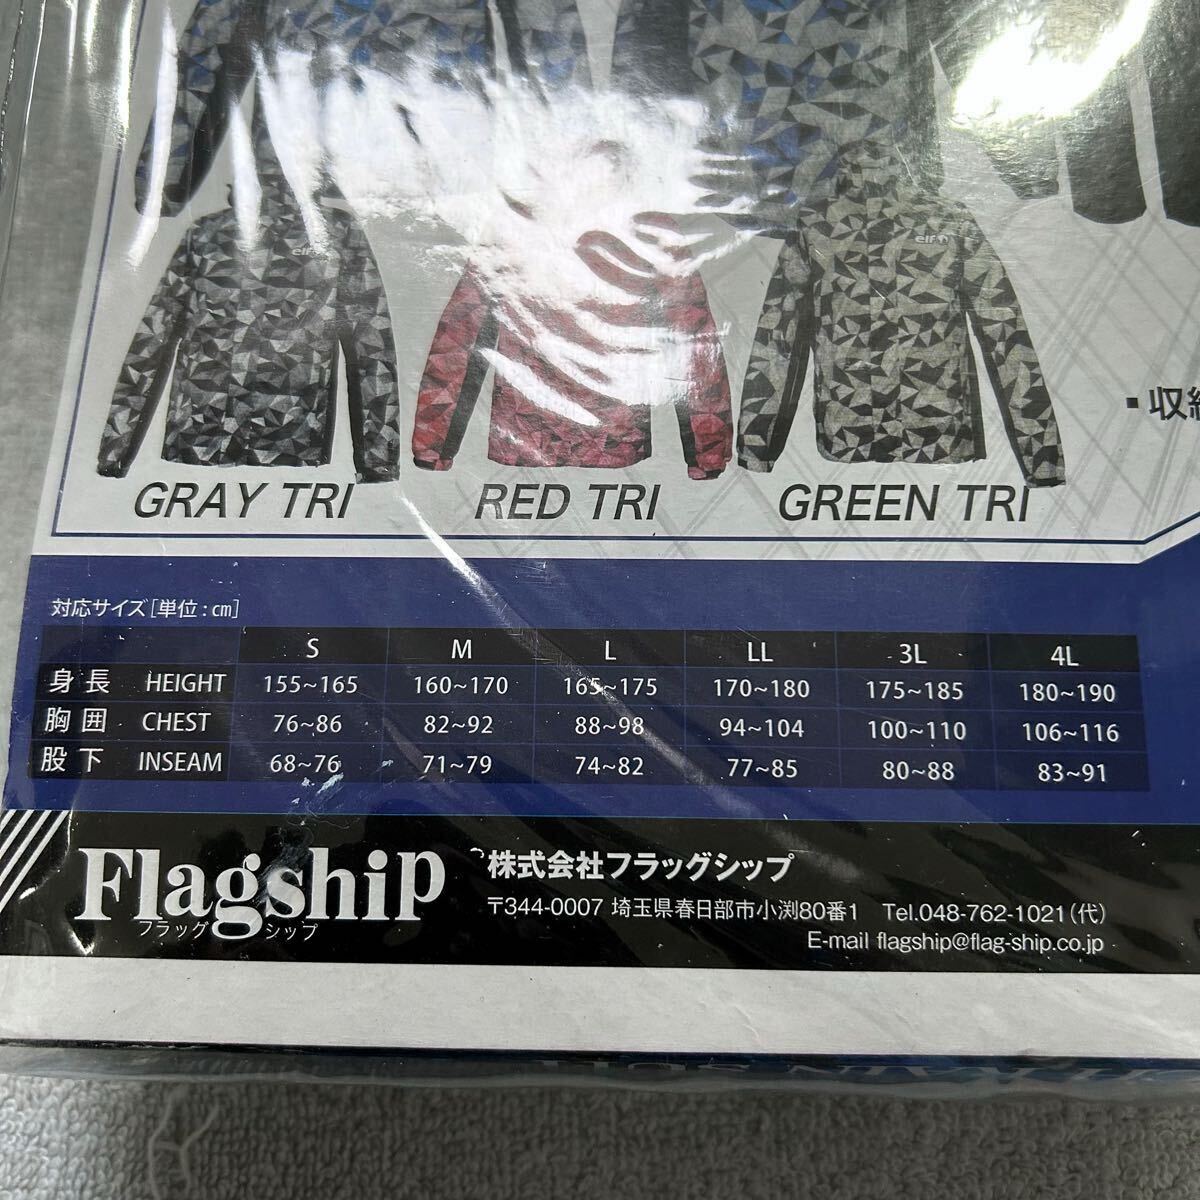 elf
elf
・収
GRAY TRI RED TRI GREEN TRI
対応サイズ[単位:cm]
S M L LL 3L 4L
身長 HEIGHT 155~165 160~170 165~175 170~180 175~185 180~190
胸囲 CHEST 76~86 82~92 88~98 94~104 100~110 106~116
股下 INSEAM 68~76 71~79 74~82 77~85 80~88 83~91
Flagship
フラッグシップ
株式会社フラッグシップ
〒344-0007 埼玉県春日部市小渕80番1 Tel.048-762-1021(代)
E-mail flagship@flag-ship.co.jp